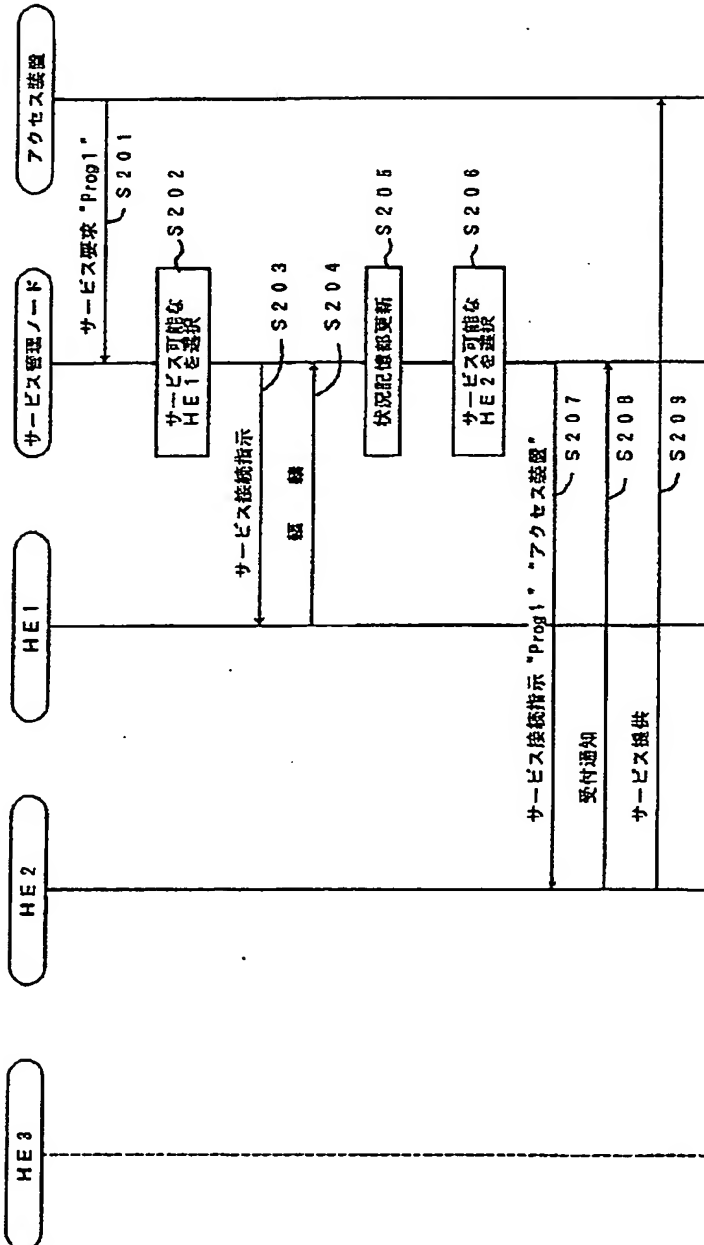 HE3
HE2
HE1
サービス管理ノード
アクセス装置
サービス要求 "Prog1"
S201
サービス可能な
HE1を選択
S202
サービス接続指示
S203
S204
状況記憶部更新
S205
サービス可能な
HE2を選択
S206
サービス接続指示 "Prog1" "アクセス装置"
S207
受付通知
S208
サービス提供
S209